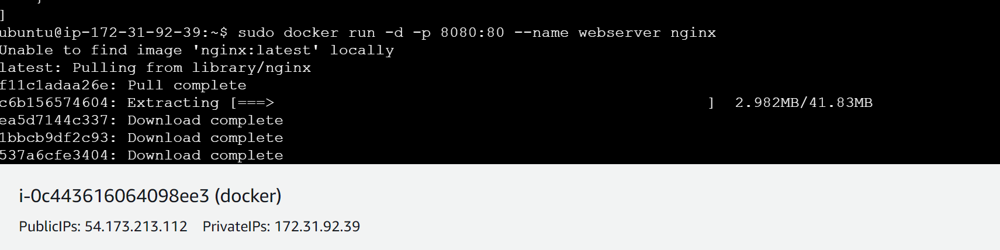 ]
ubuntu@ip-172-31-92-39:~$ sudo docker run -d -p 8080:80 --name webserver nginx
Unable to find image 'nginx:latest' locally
latest: Pulling from library/nginx
f11c1adaa26e: Pull complete
c6b156574604: Extracting [===>                                               ]  2.982MB/41.83MB
ea5d7144c337: Download complete
1bbcb9df2c93: Download complete
537a6cfe3404: Download complete
i-0c443616064098ee3 (docker)
PublicIPs: 54.173.213.112 PrivateIPs: 172.31.92.39